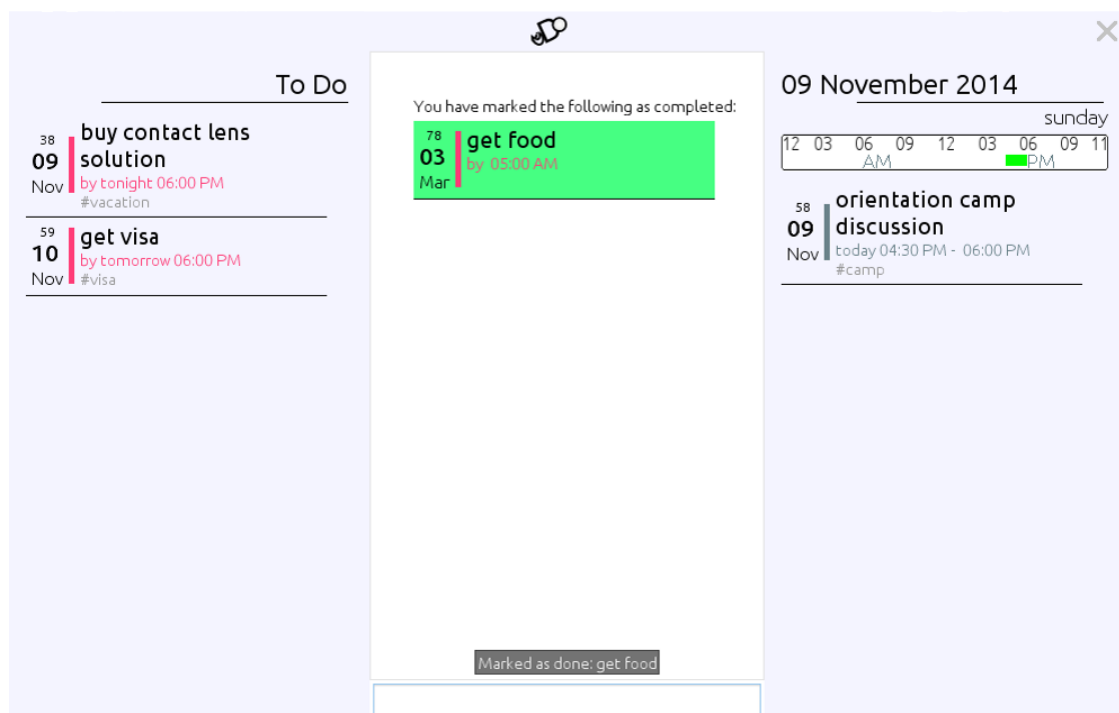 To Do
38
09
Nov
buy contact lens
solution
by tonight 06:00 PM
#vacation
59
10
Nov
get visa
by tomorrow 06:00 PM
#visa
You have marked the following as completed:
78
03
Mar
get food
by 05:00 AM
Marked as done: get food
09 November 2014
sunday
12 03 06 09 12 03 06 09 11
AM PM
58
09
Nov
orientation camp
discussion
today 04:30 PM - 06:00 PM
#camp